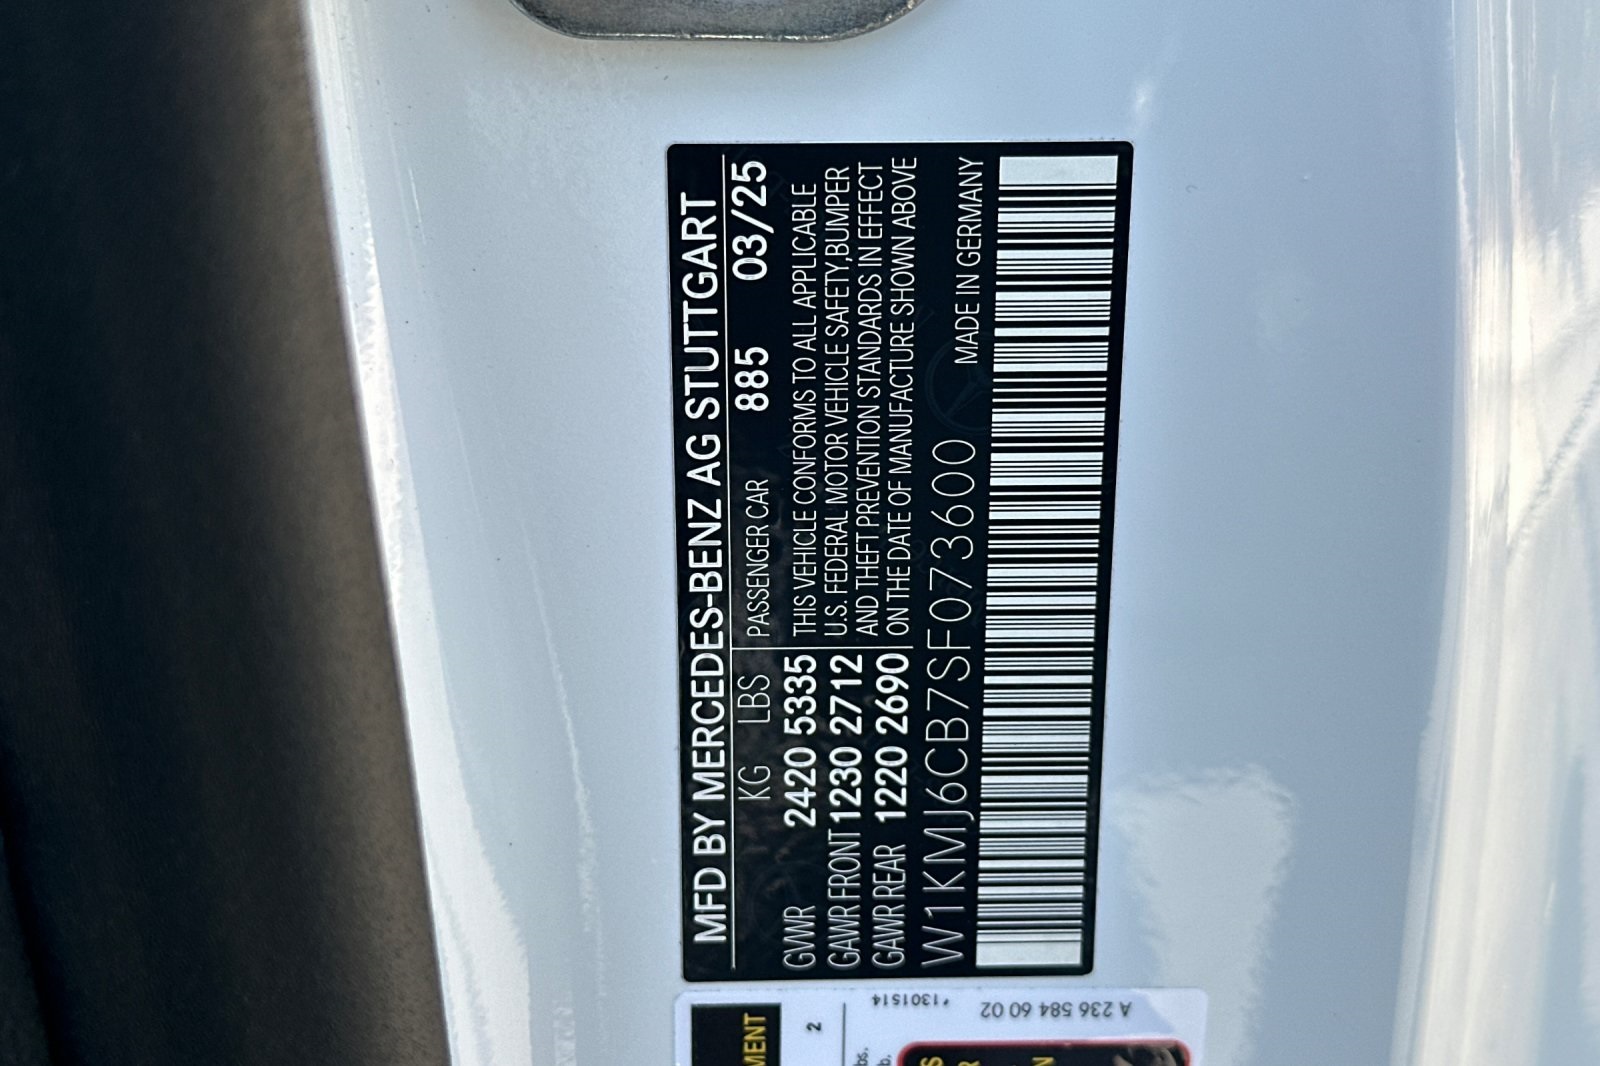 MFD BY MERCEDES-BENZ AG STUTTGART
KG LBS PASSENGER CAR 885 03/25
GVWR 2420 5335
GAWR FRONT 1230 2712
GAWR REAR 1220 2690
THIS VEHICLE CONFORMS TO ALL APPLICABLE
U.S. FEDERAL MOTOR VEHICLE SAFETY,BUMPER
AND THEFT PREVENTION STANDARDS IN EFFECT
ON THE DATE OF MANUFACTURE SHOWN ABOVE
W1KMJ6CB7SF073600 MADE IN GERMANY
2
*1301514
A 236 584 60 02